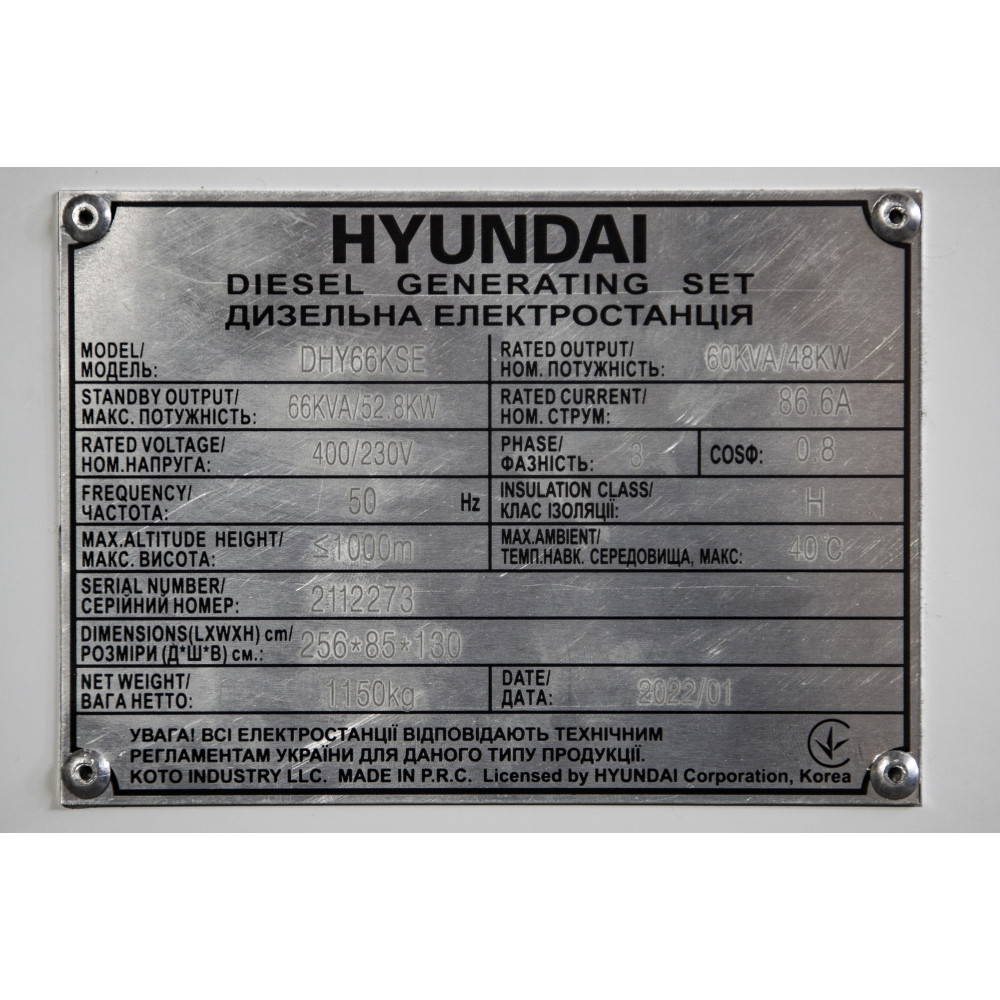 HYUNDAI
DIESEL GENERATING SET
ДИЗЕЛЬНА ЕЛЕКТРОСТАНЦІЯ
MODEL/
МОДЕЛЬ: DHY66KSE
RATED OUTPUT/
НОМ. ПОТУЖНІСТЬ: 60KVA/48KW
STANDBY OUTPUT/
МАКС. ПОТУЖНІСТЬ: 66KVA/52.8KW
RATED CURRENT/
НОМ. СТРУМ: 86.6A
RATED VOLTAGE/
НОМ.НАПРУГА: 400/230V
PHASE/
ФАЗНІСТЬ: 3
COSΦ: 0.8
FREQUENCY/
ЧАСТОТА: 50 Hz
INSULATION CLASS/
КЛАС ІЗОЛЯЦІЇ: H
MAX.ALTITUDE HEIGHT/
МАКС. ВИСОТА: ≤1000m
MAX.AMBIENT/
ТЕМП.НАВК. СЕРЕДОВИЩА, МАКС: 40℃
SERIAL NUMBER/
СЕРІЙНИЙ НОМЕР: 2112273
DIMENSIONS(LXWXH) cm/
РОЗМІРИ (Д*Ш*В) см.: 256*85*130
NET WEIGHT/
ВАГА НЕТТО: 1150kg
DATE/
ДАТА: 2022/01
УВАГА! ВСІ ЕЛЕКТРОСТАНЦІЇ ВІДПОВІДАЮТЬ ТЕХНІЧНИМ
РЕГЛАМЕНТАМ УКРАЇНИ ДЛЯ ДАНОГО ТИПУ ПРОДУКЦІЇ.
KOTO INDUSTRY LLC. MADE IN P.R.C. Licensed by HYUNDAI Corporation, Korea